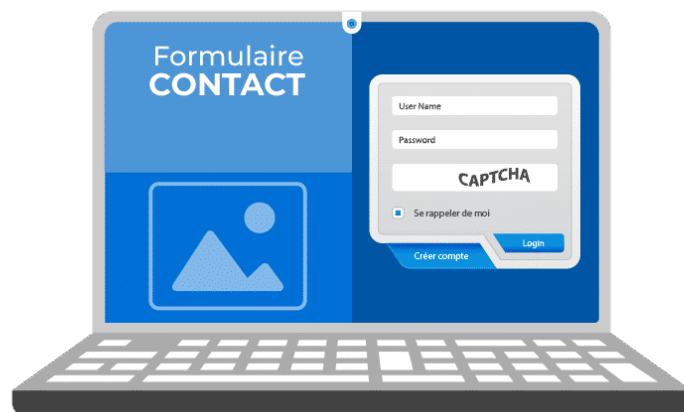 Formulaire
CONTACT
User Name
Password
CAPTCHA
Se rappeler de moi
Login
Créer compte